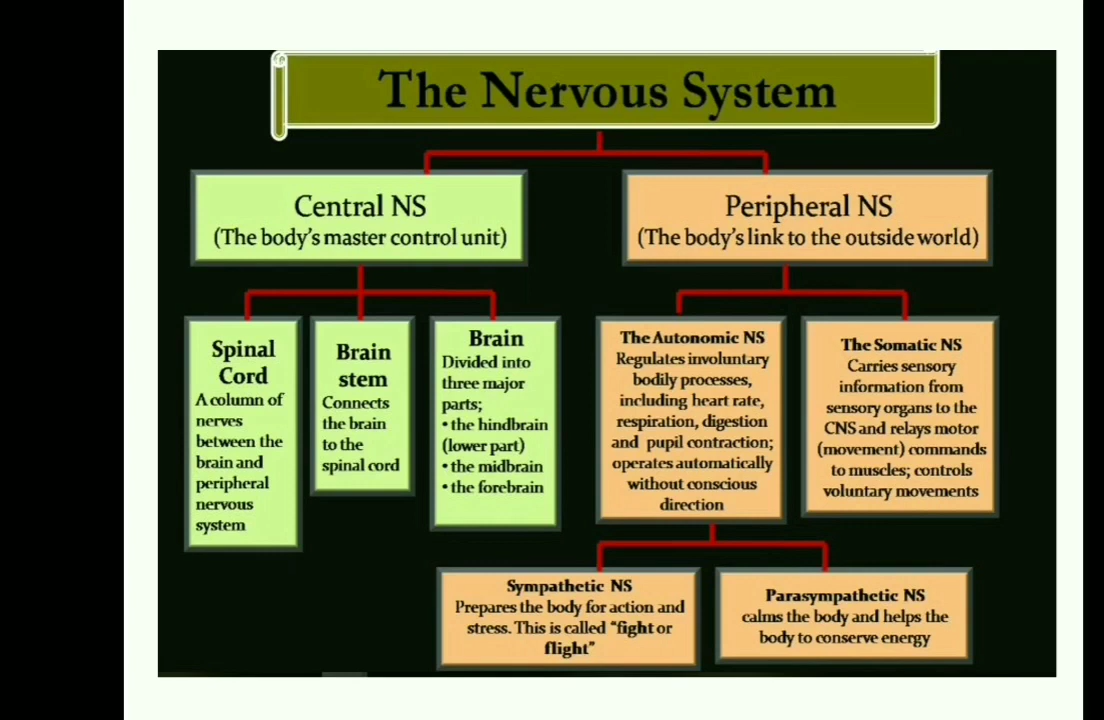 The Nervous System
Central NS
(The body's master control unit)
Peripheral NS
(The body's link to the outside world)
Spinal
Cord
A column of
nerves
between the
brain and
peripheral
nervous
system
Brain
stem
Connects
the brain
to the
spinal cord
Brain
Divided into
three major
parts;
• the hindbrain
(lower part)
• the midbrain
• the forebrain
The Autonomic NS
Regulates involuntary
bodily processes,
including heart rate,
respiration, digestion
and pupil contraction;
operates automatically
without conscious
direction
The Somatic NS
Carries sensory
information from
sensory organs to the
CNS and relays motor
(movement) commands
to muscles; controls
voluntary movements
Sympathetic NS
Prepares the body for action and
stress. This is called "fight or
flight"
Parasympathetic NS
calms the body and helps the
body to conserve energy